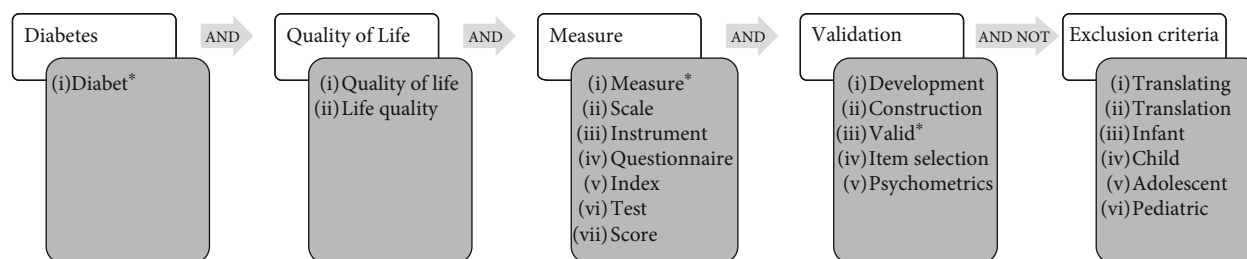 Diabetes
(i) Diabet*
AND
Quality of Life
(i) Quality of life
(ii) Life quality
AND
Measure
(i) Measure*
(ii) Scale
(iii) Instrument
(iv) Questionnaire
(v) Index
(vi) Test
(vii) Score
AND
Validation
(i) Development
(ii) Construction
(iii) Valid*
(iv) Item selection
(v) Psychometrics
AND NOT
Exclusion criteria
(i) Translating
(ii) Translation
(iii) Infant
(iv) Child
(v) Adolescent
(vi) Pediatric